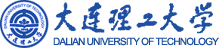 大连理工大学
DALIAN UNIVERSITY OF TECHNOLOGY